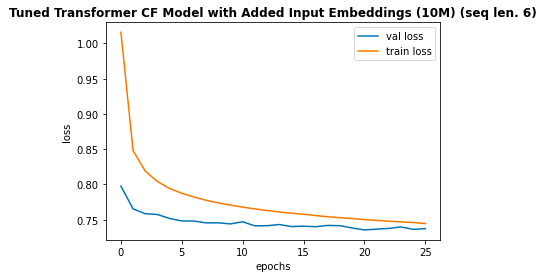 Tuned Transformer CF Model with Added Input Embeddings (10M) (seq len. 6)
val loss
train loss
loss
1.00
0.95
0.90
0.85
0.80
0.75
0 5 10 15 20 25
epochs